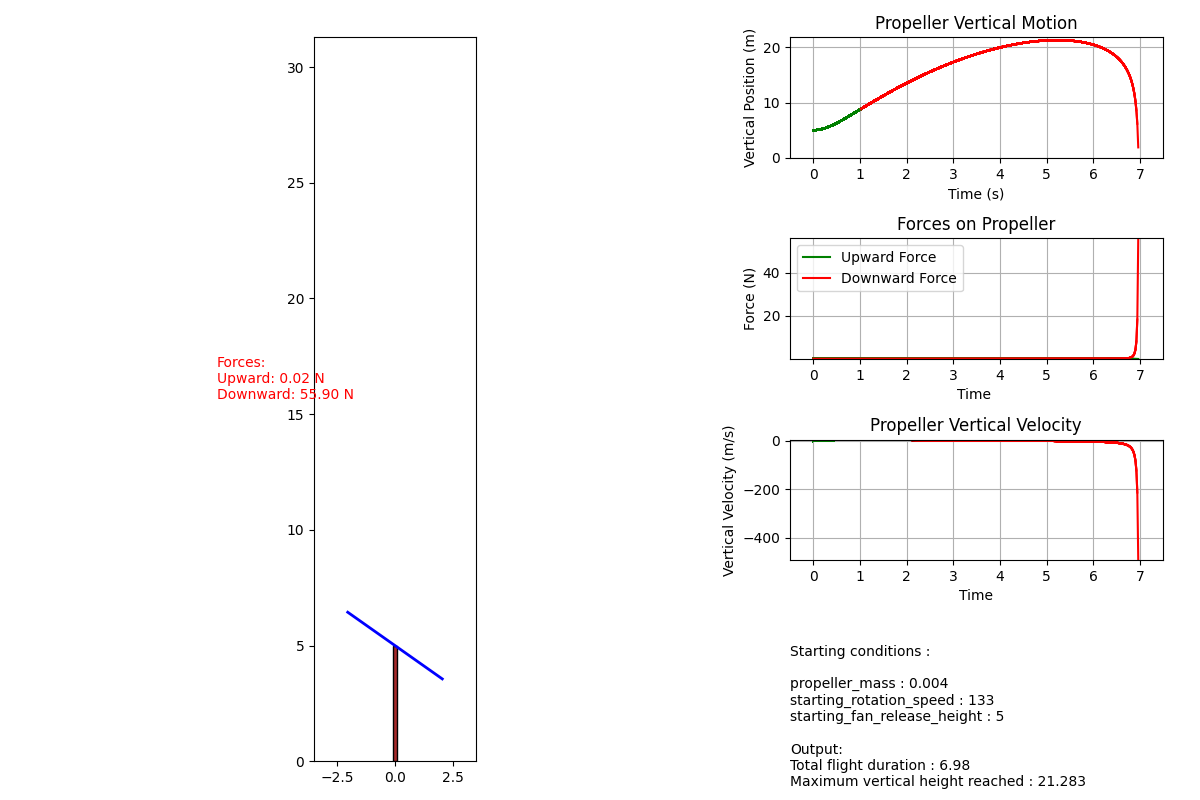 30
25
20
15
10
5
0
−2.5
0.0
2.5
Forces:
Upward: 0.02 N
Downward: 55.90 N
Propeller Vertical Motion
Vertical Position (m)
20
10
0
0 1 2 3 4 5 6 7
Time (s)
Forces on Propeller
Force (N)
40
20
Upward Force
Downward Force
0 1 2 3 4 5 6 7
Time
Propeller Vertical Velocity
Vertical Velocity (m/s)
0
−200
−400
0 1 2 3 4 5 6 7
Time
Starting conditions :
propeller_mass : 0.004
starting_rotation_speed : 133
starting_fan_release_height : 5
Output:
Total flight duration : 6.98
Maximum vertical height reached : 21.283